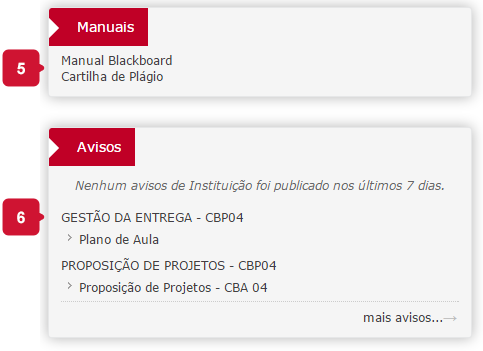 Manuais
5
Manual Blackboard
Cartilha de Plágio
Avisos
Nenhum avisos de Instituição foi publicado nos últimos 7 dias.
6
GESTÃO DA ENTREGA - CBP04
Plano de Aula
PROPOSIÇÃO DE PROJETOS - CBP04
Proposição de Projetos - CBA 04
mais avisos...→